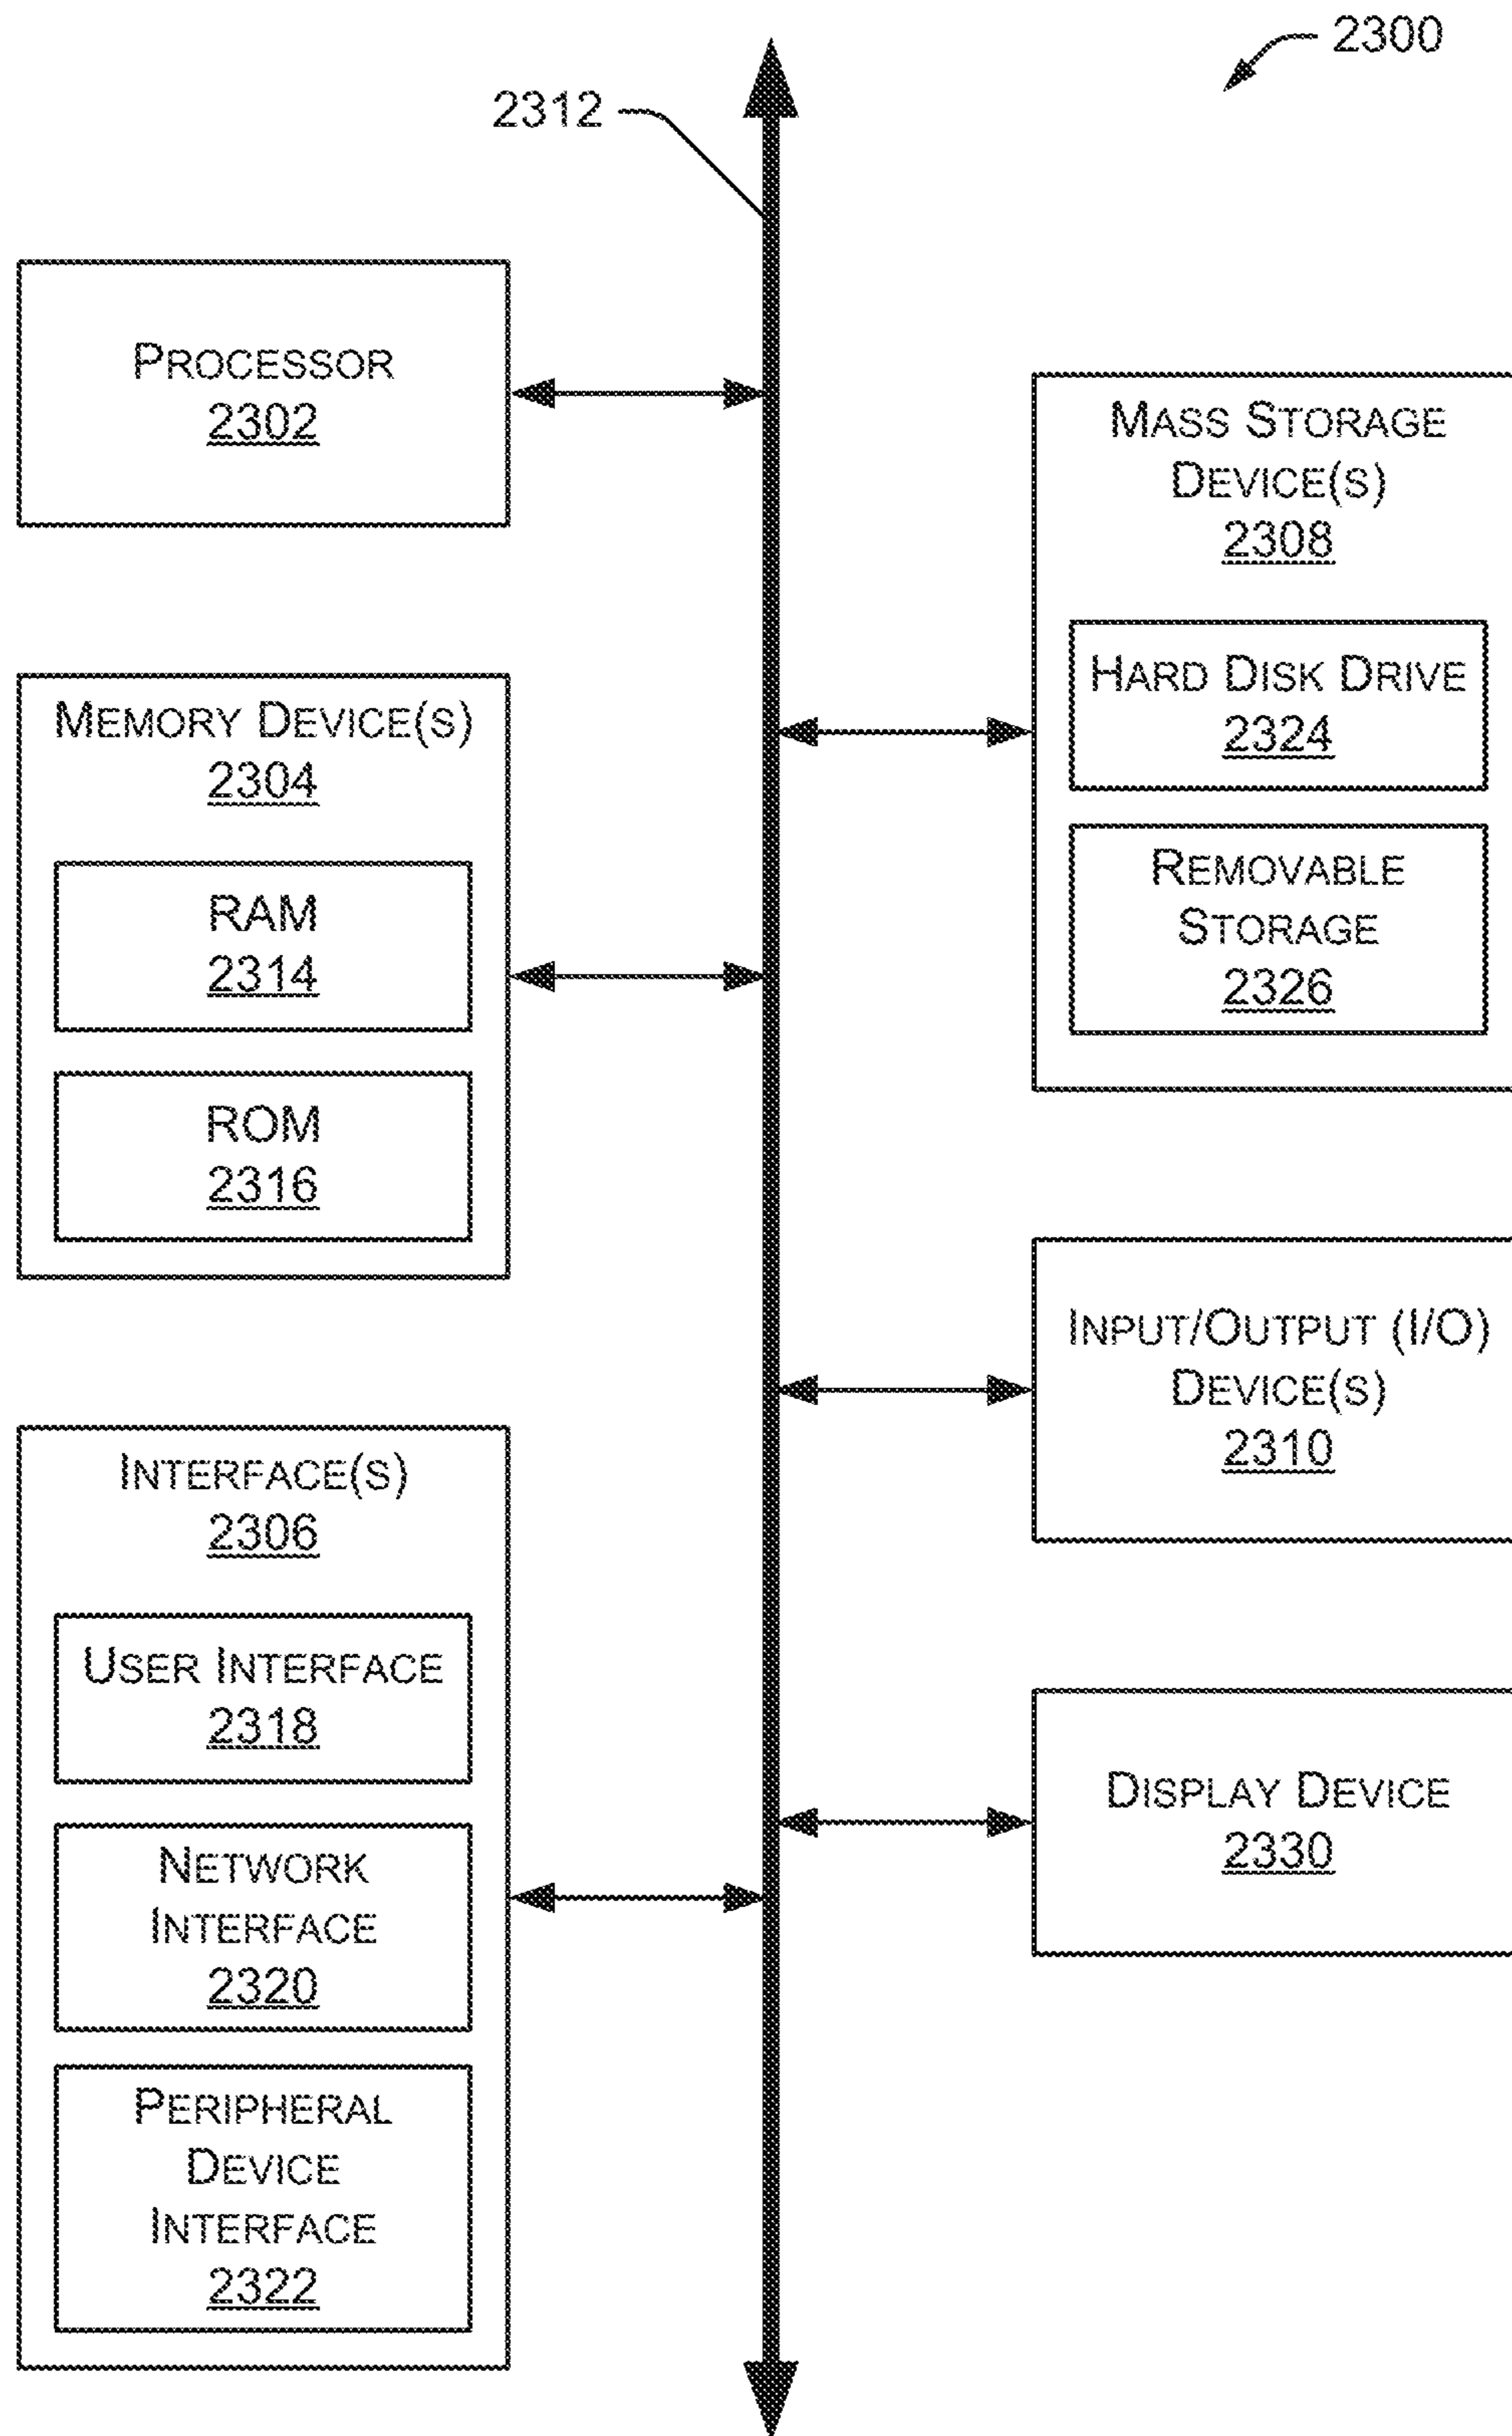 2300
2312
PROCESSOR
2302
MEMORY DEVICE(S)
2304
RAM
2314
ROM
2316
INTERFACE(S)
2306
USER INTERFACE
2318
NETWORK
INTERFACE
2320
PERIPHERAL
DEVICE
INTERFACE
2322
MASS STORAGE
DEVICE(S)
2308
HARD DISK DRIVE
2324
REMOVABLE
STORAGE
2326
INPUT/OUTPUT (I/O)
DEVICE(S)
2310
DISPLAY DEVICE
2330